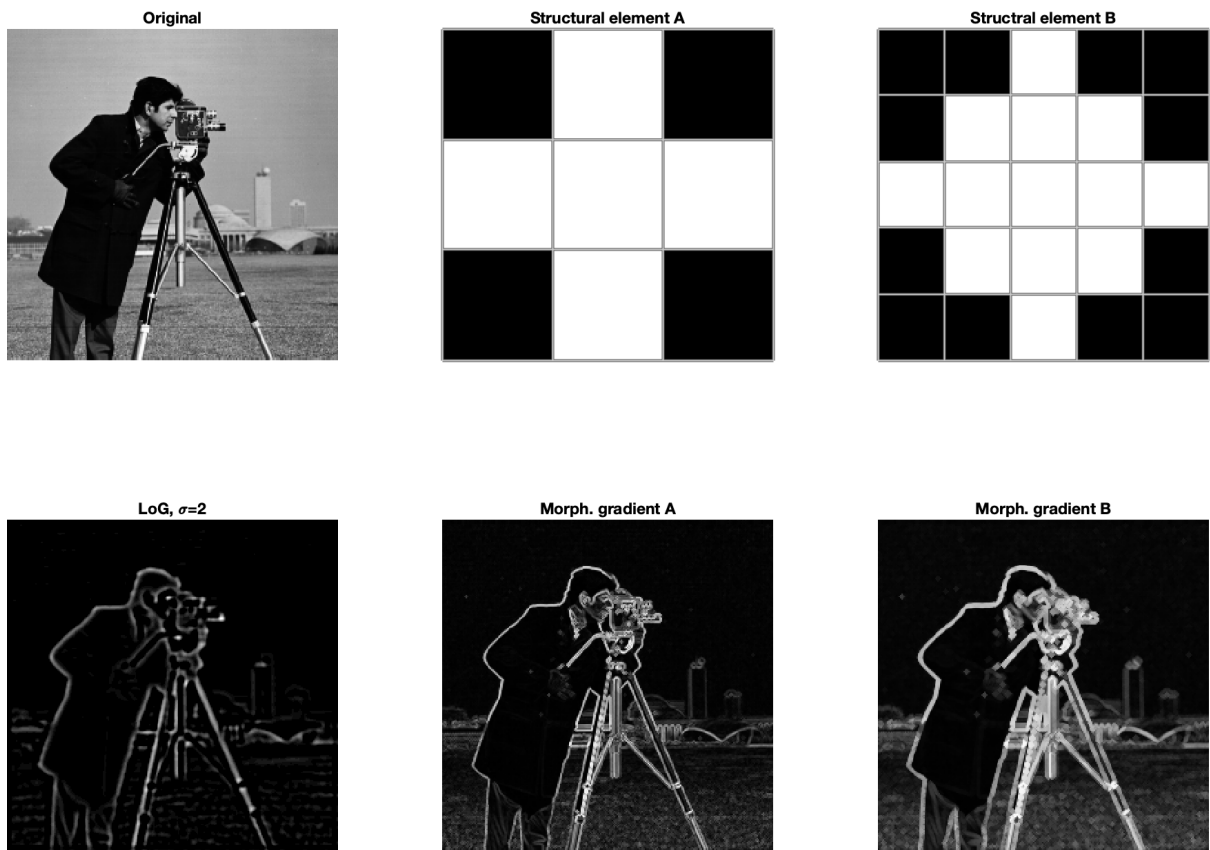 Original
Structural element A
Structral element B
LoG, σ=2
Morph. gradient A
Morph. gradient B